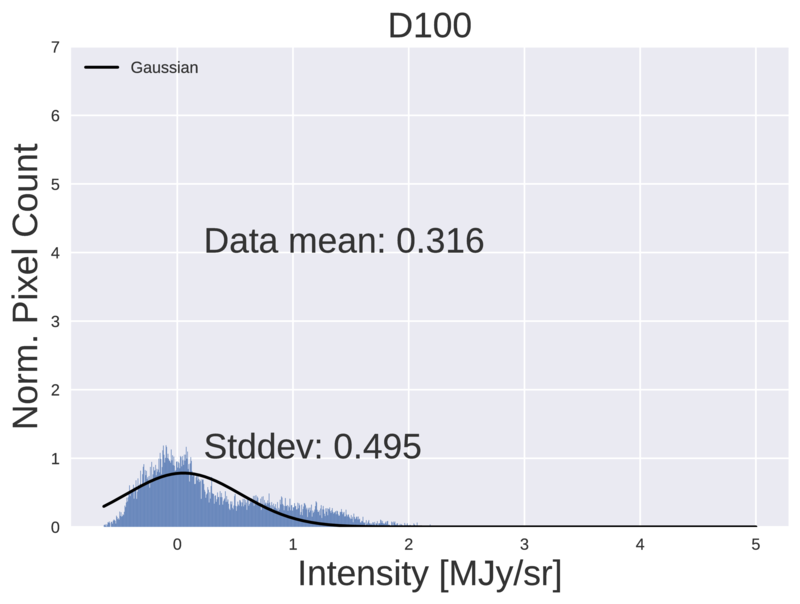 D100
7
Gaussian
6
5
Data mean: 0.316
4
3
2
Stddev: 0.495
1
0
0 1 2 3 4 5
Norm. Pixel Count
Intensity [MJy/sr]